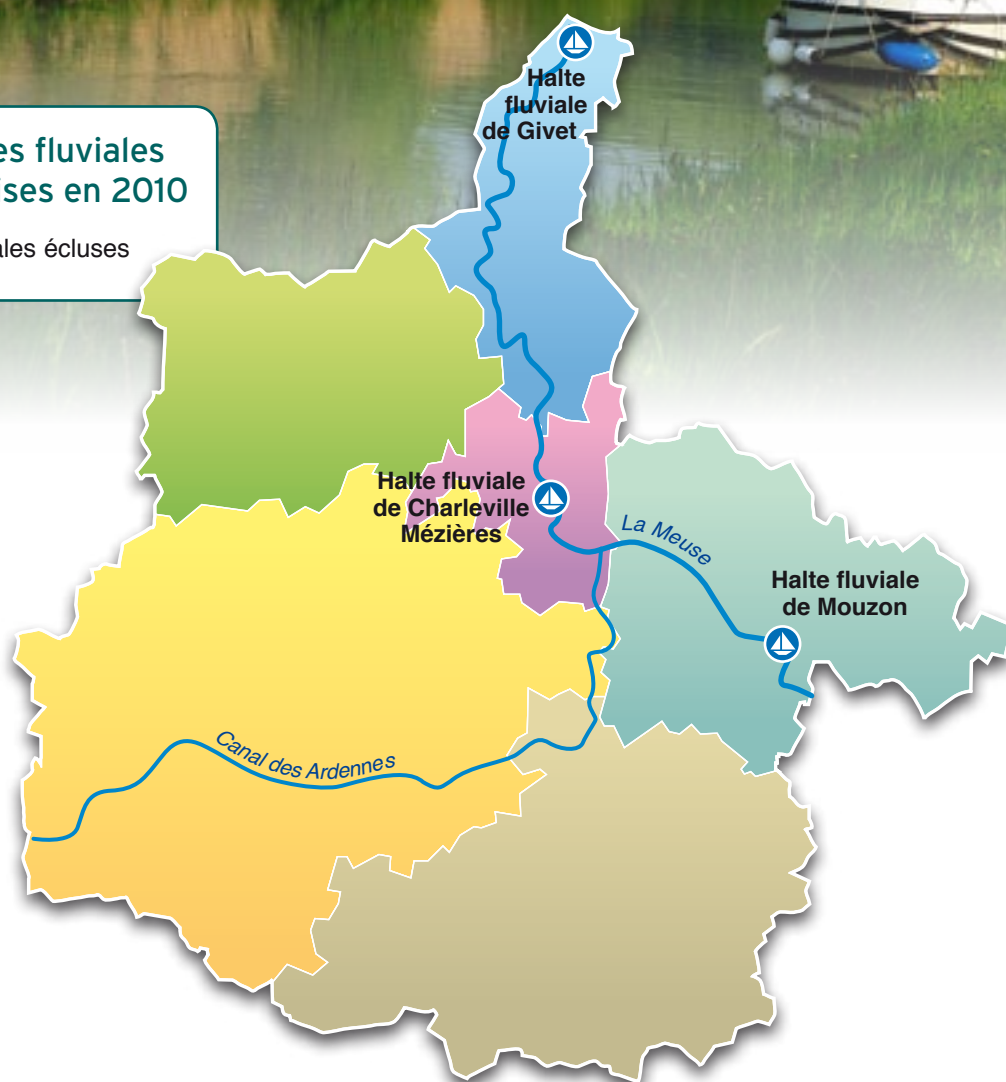 Halte
fluviale
de Givet
es fluviales
ises en 2010
ales écluses
Halte fluviale
de Charleville
Mézières
La Meuse
Halte fluviale
de Mouzon
Canal des Ardennes